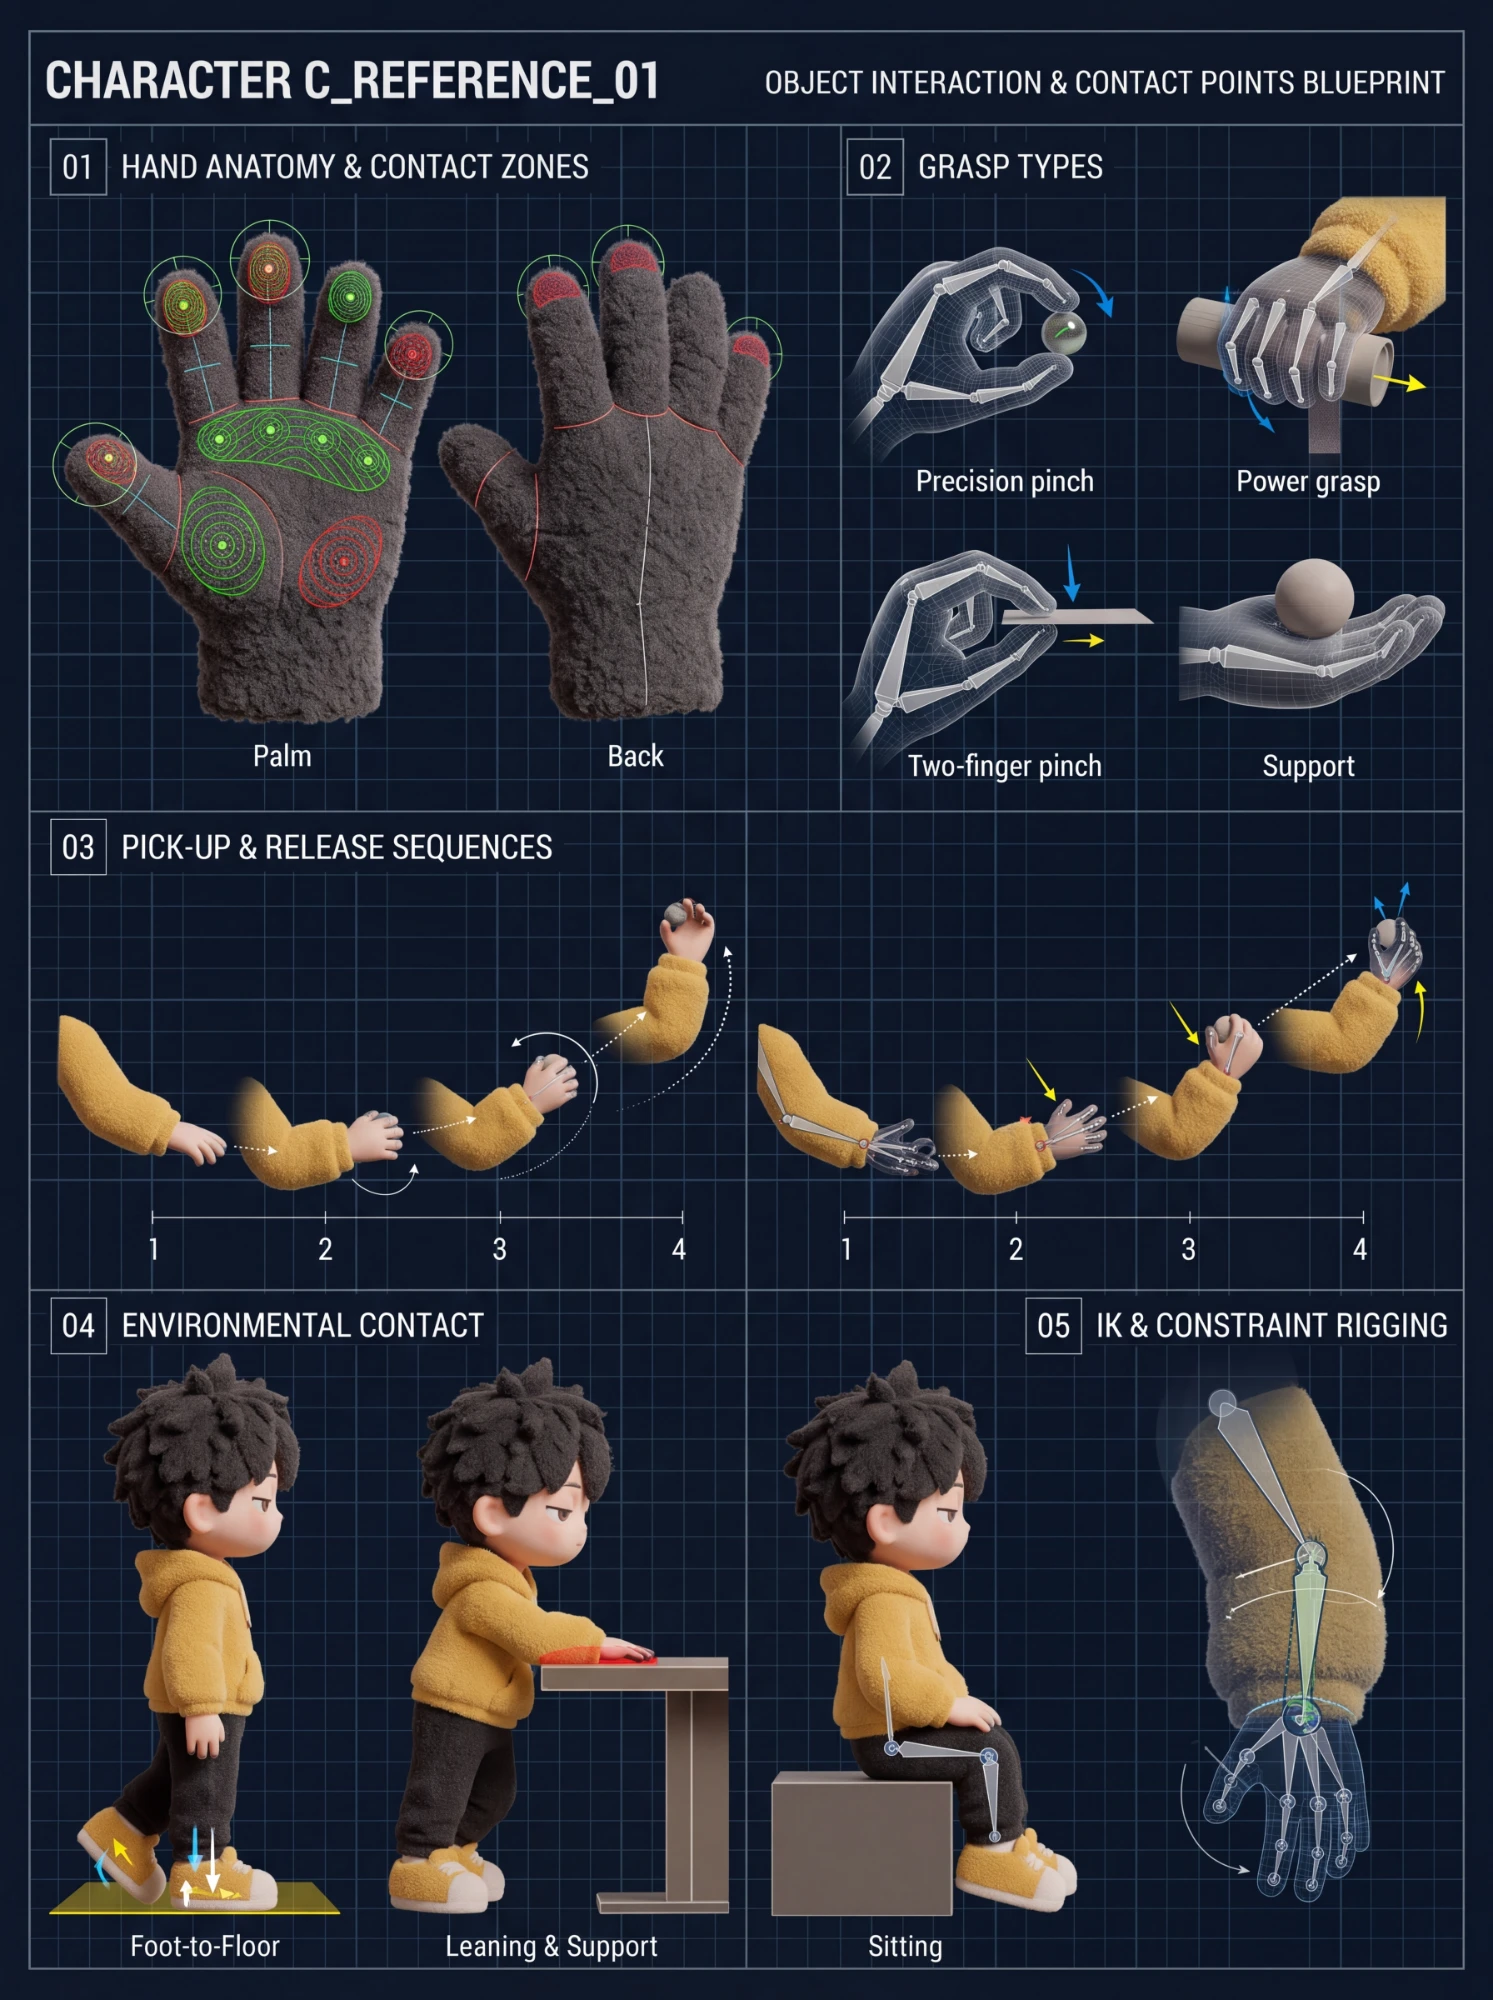 CHARACTER C_REFERENCE_01
OBJECT INTERACTION & CONTACT POINTS BLUEPRINT
01 HAND ANATOMY & CONTACT ZONES
Palm
Back
02 GRASP TYPES
Precision pinch
Power grasp
Two-finger pinch
Support
03 PICK-UP & RELEASE SEQUENCES
1 2 3 4
1 2 3 4
04 ENVIRONMENTAL CONTACT
Foot-to-Floor
Leaning & Support
Sitting
05 IK & CONSTRAINT RIGGING